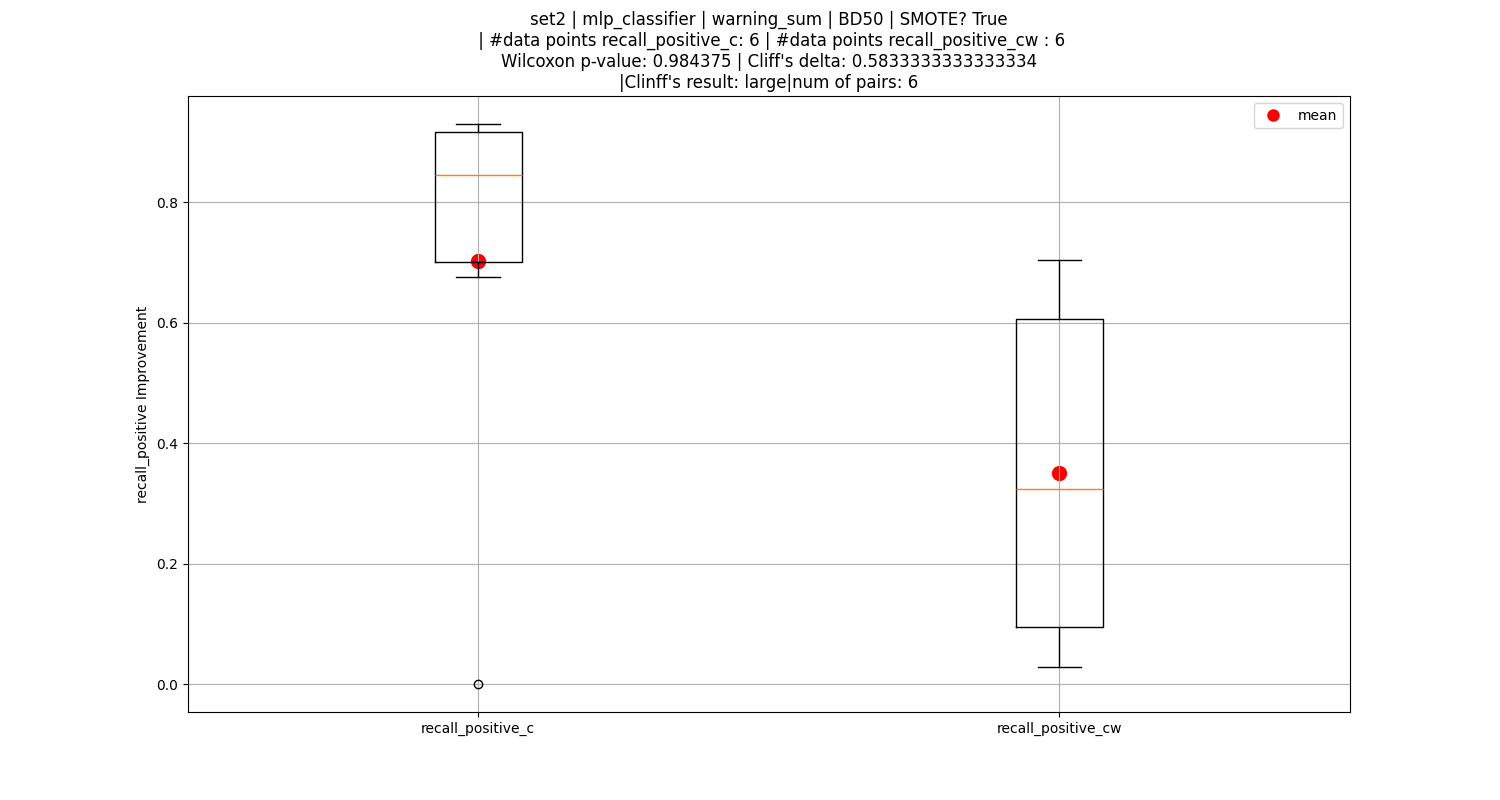 set2 | mlp_classifier | warning_sum | BD50 | SMOTE? True
| #data points recall_positive_c: 6 | #data points recall_positive_cw : 6
Wilcoxon p-value: 0.984375 | Cliff's delta: 0.5833333333333334
|Clinff's result: large|num of pairs: 6
mean
recall_positive Improvement
0.8
0.6
0.4
0.2
0.0
recall_positive_c
recall_positive_cw